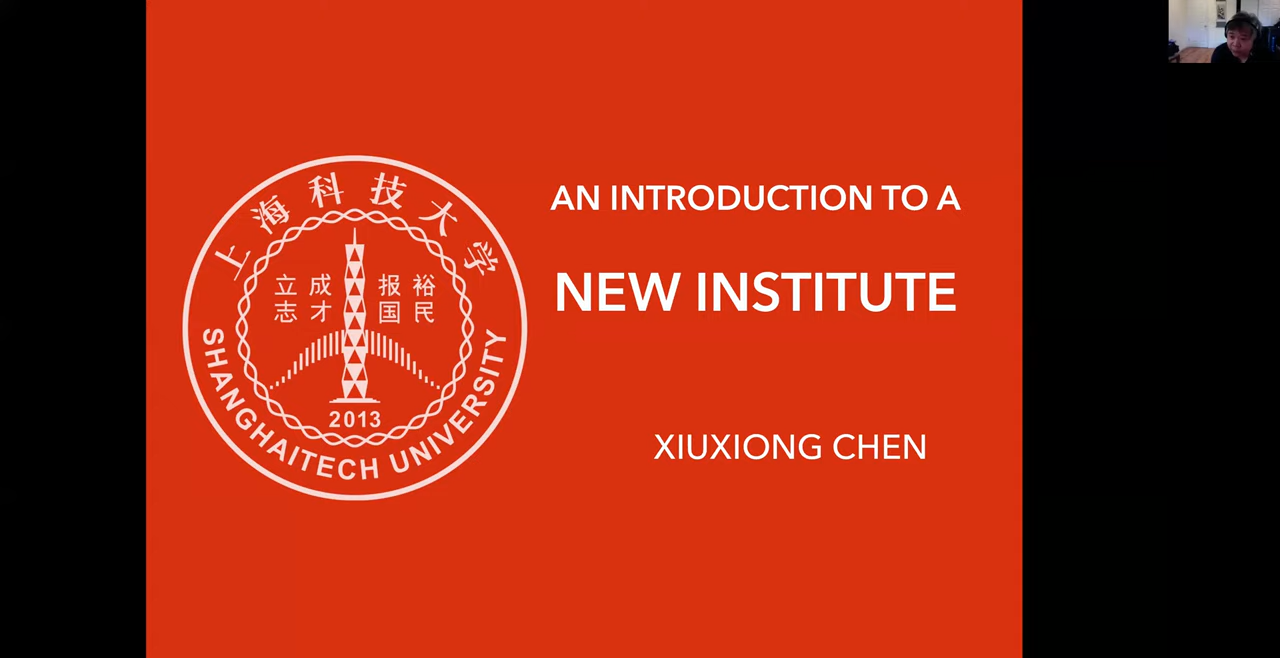 上海科技大学
立志 成才 报国 裕民
2013
SHANGHAITECH UNIVERSITY
AN INTRODUCTION TO A
NEW INSTITUTE
XIUXIONG CHEN